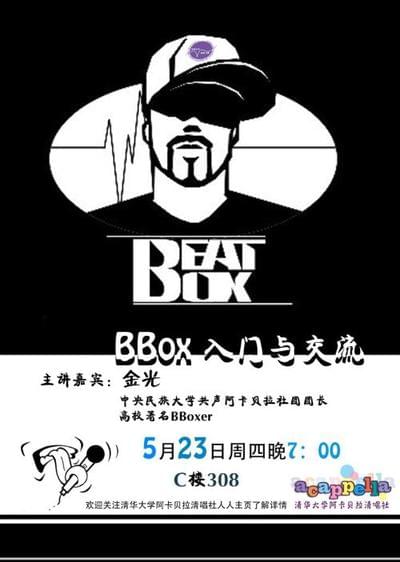 BEAT
BOX
BBox 入门与交流
主讲嘉宾：金光
中央民族大学共声阿卡贝拉社团团长
高校著名BBoxer
5月23日周四晚7：00
C楼308
acappella
清华大学阿卡贝拉清唱社
欢迎关注清华大学阿卡贝拉清唱社人人主页了解详情